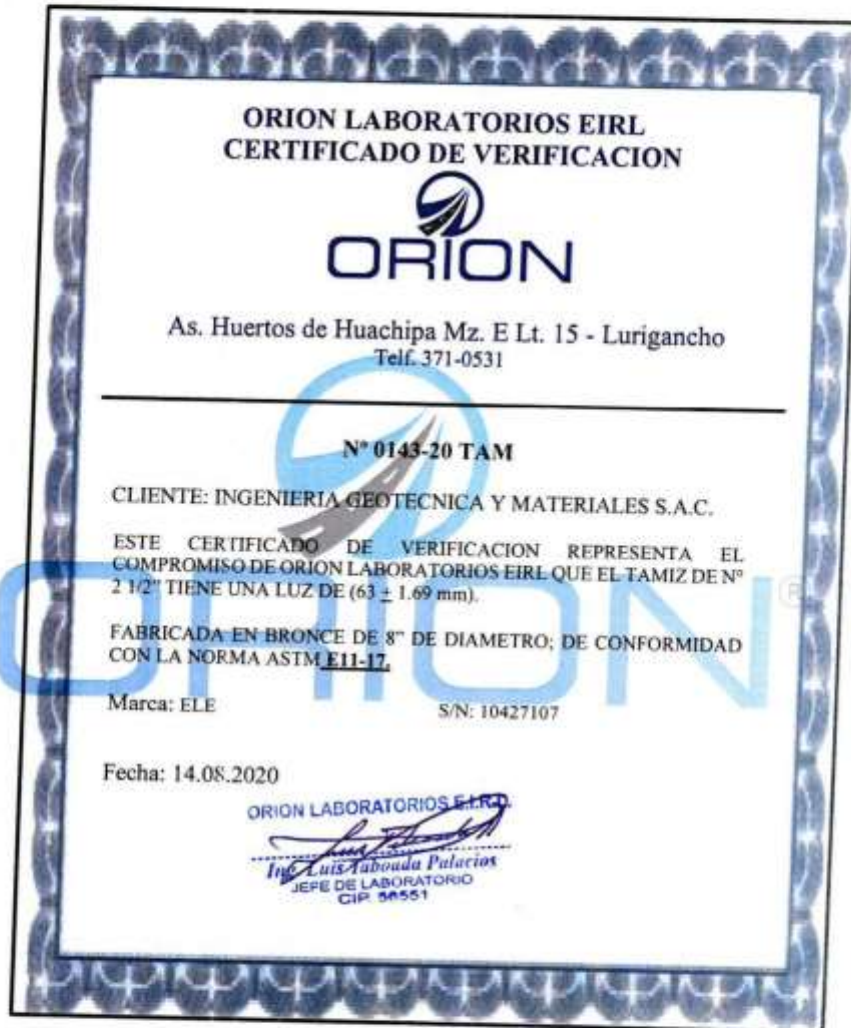 ORION LABORATORIOS EIRL
CERTIFICADO DE VERIFICACION
ORION
As. Huertos de Huachipa Mz. E Lt. 15 - Lurigancho
Telf. 371-0531
N° 0143-20 TAM
CLIENTE: INGENIERIA GEOTECNICA Y MATERIALES S.A.C.
ESTE CERTIFICADO DE VERIFICACION REPRESENTA EL
COMPROMISO DE ORION LABORATORIOS EIRL QUE EL TAMIZ DE N°
2 1/2" TIENE UNA LUZ DE (63 ± 1.69 mm).
ORION ®
FABRICADA EN BRONCE DE 8" DE DIAMETRO; DE CONFORMIDAD
CON LA NORMA ASTM E11-17.
Marca: ELE S/N: 10427107
Fecha: 14.08.2020
ORION LABORATORIOS E.I.R.L.
Ing. Luis Taboada Palacios
JEFE DE LABORATORIO
CIP. 56551